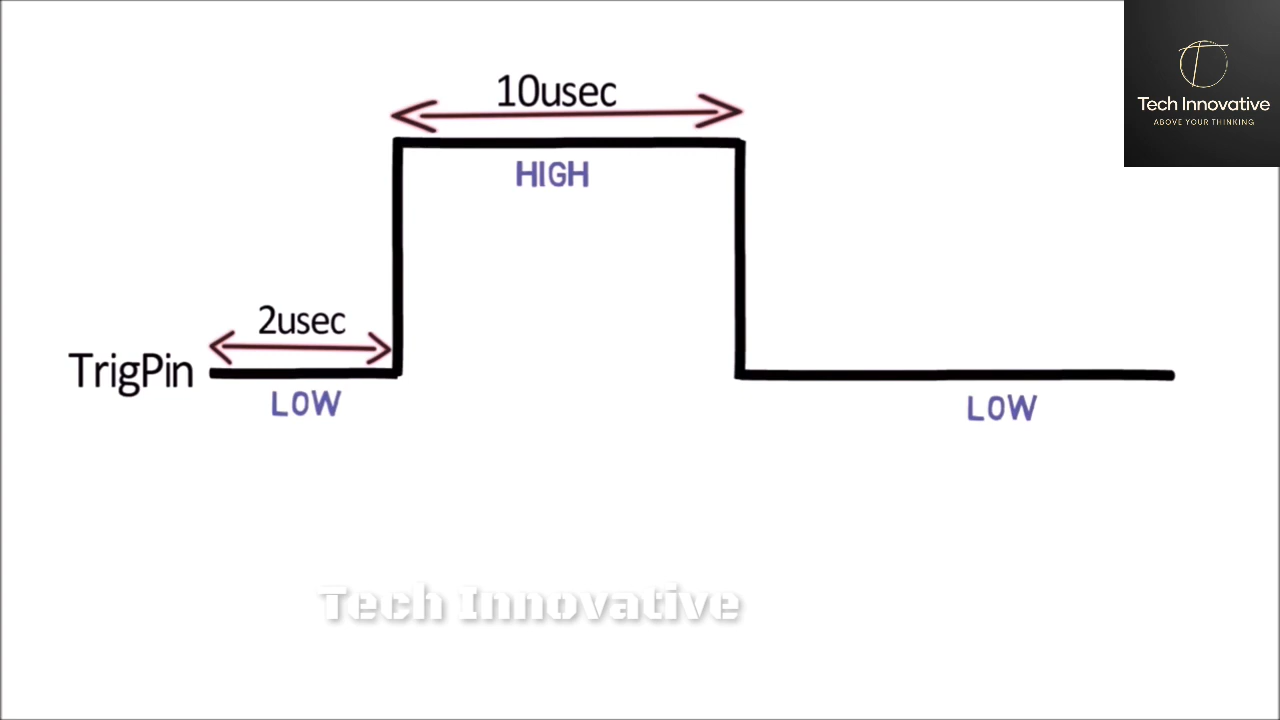 10usec
Tech Innovative
ABOVE YOUR THINKING
HIGH
2usec
TrigPin
LOW
LOW
Tech Innovative